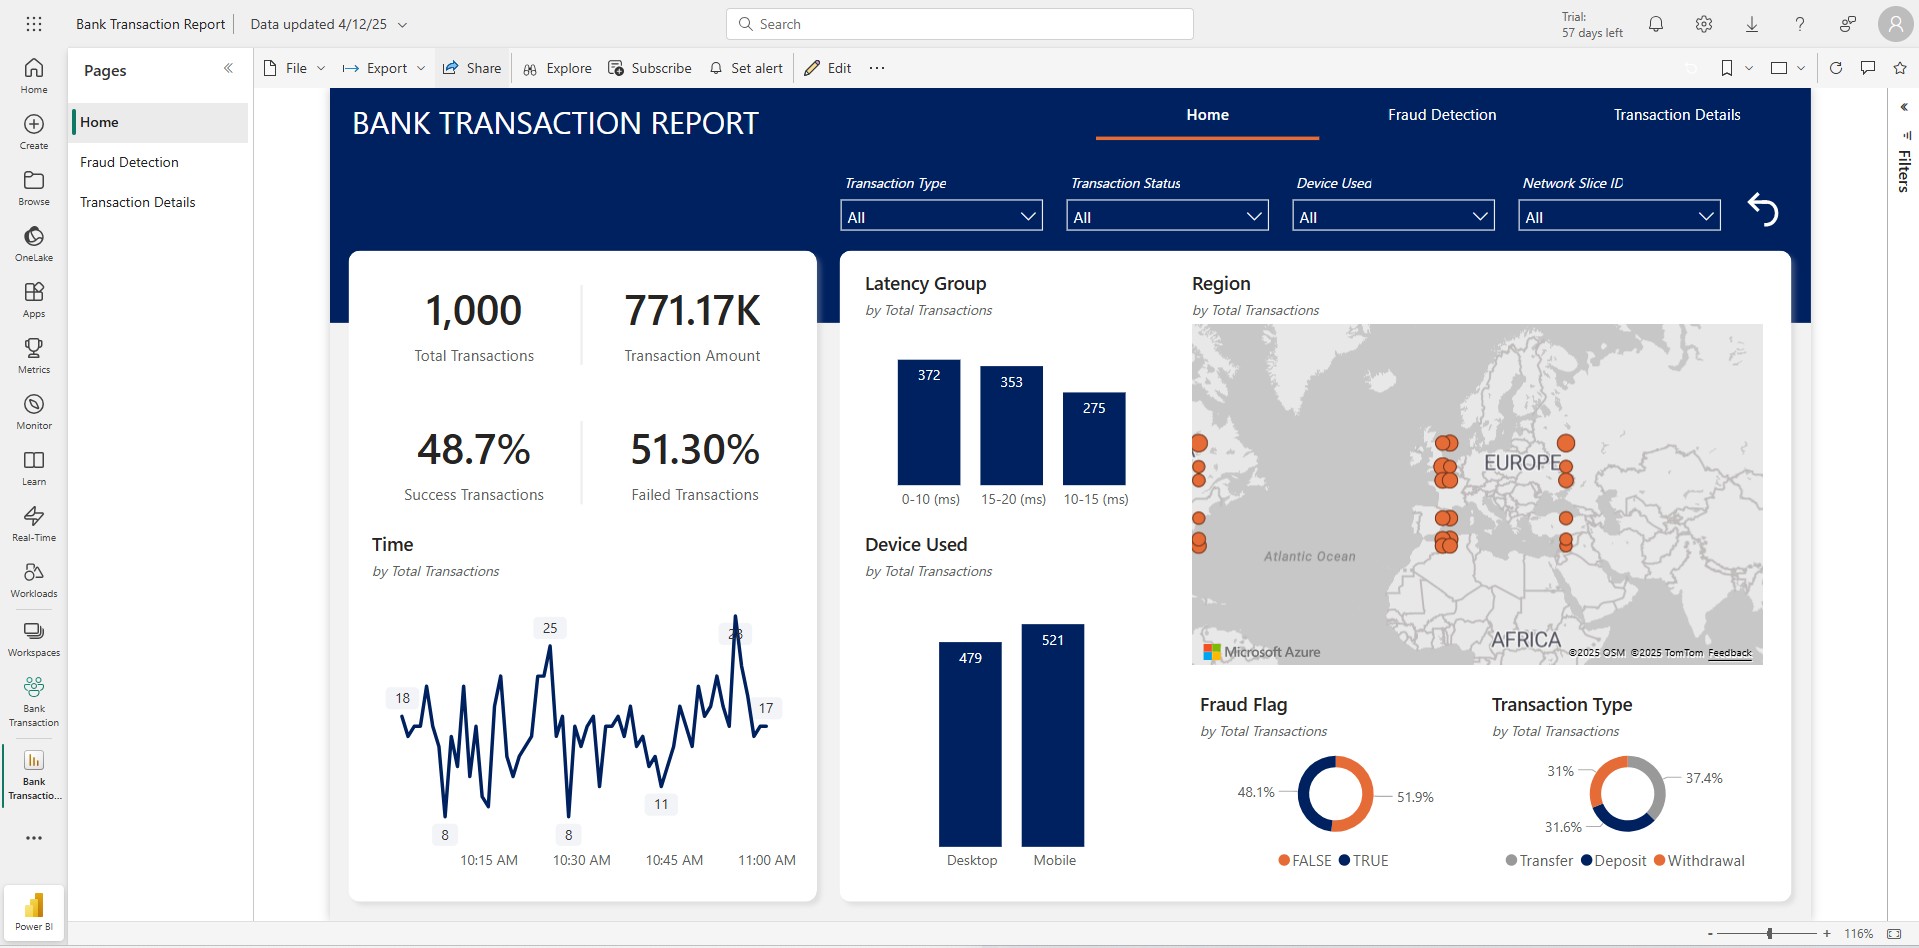 Bank Transaction Report
Data updated 4/12/25
Search
Trial:
57 days left
Home
Create
Browse
OneLake
Apps
Metrics
Monitor
Learn
Real-Time
Workloads
Workspaces
Bank
Transaction
Bank
Transactio...
Power BI
Pages
Home
Fraud Detection
Transaction Details
File
Export
Share
Explore
Subscribe
Set alert
Edit
Filters
BANK TRANSACTION REPORT
Home
Fraud Detection
Transaction Details
Transaction Type
Transaction Status
Device Used
Network Slice ID
All
All
All
All
1,000
Total Transactions
771.17K
Transaction Amount
48.7%
Success Transactions
51.30%
Failed Transactions
Time
by Total Transactions
18
25
17
8
8
11
10:15 AM
10:30 AM
10:45 AM
11:00 AM
Latency Group
by Total Transactions
372
353
275
0-10 (ms)
15-20 (ms)
10-15 (ms)
Device Used
by Total Transactions
479
521
Desktop
Mobile
Region
by Total Transactions
EUROPE
Atlantic Ocean
AFRICA
Microsoft Azure
©2025 OSM ©2025 TomTom Feedback
Fraud Flag
by Total Transactions
48.1%
51.9%
FALSE
TRUE
Transaction Type
by Total Transactions
31%
37.4%
31.6%
Transfer
Deposit
Withdrawal
116%